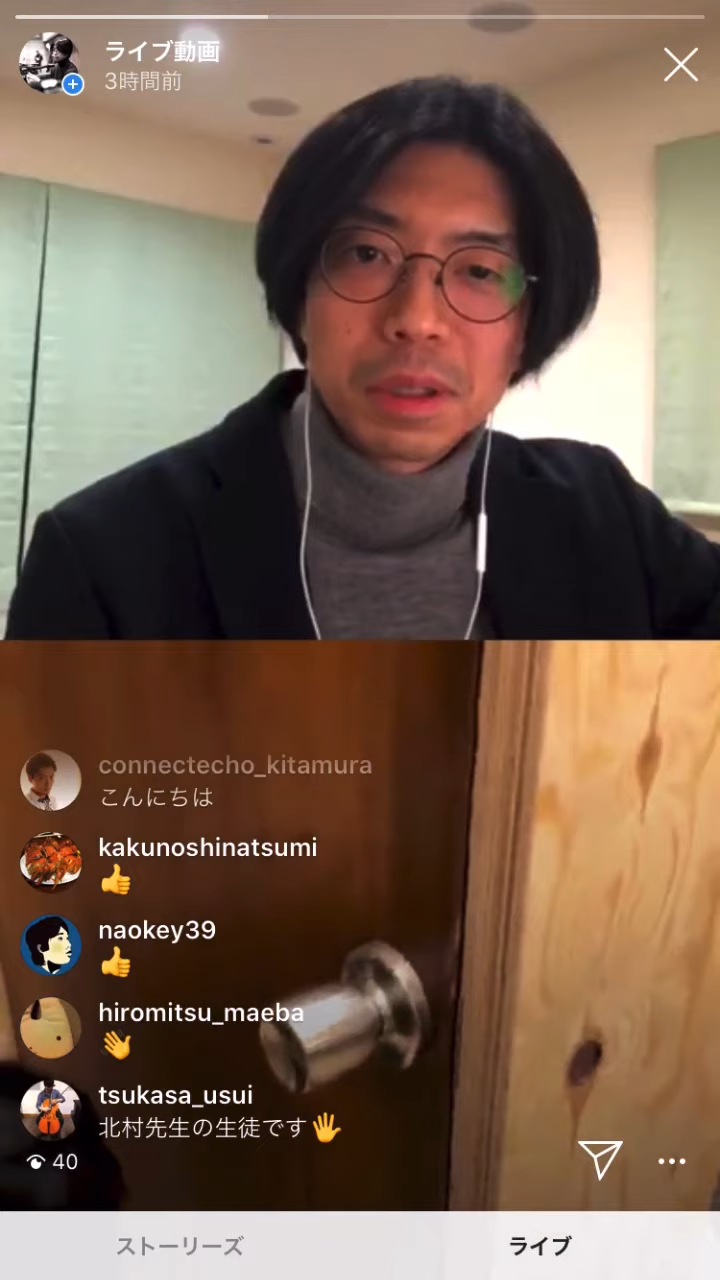 ライブ動画
3時間前
connectecho_kitamura
こんにちは
kakunoshinatsumi
👍
naokey39
👍
hiromitsu_maeba
👋
tsukasa_usui
北村先生の生徒です🖐
40
ストーリーズ
ライブ